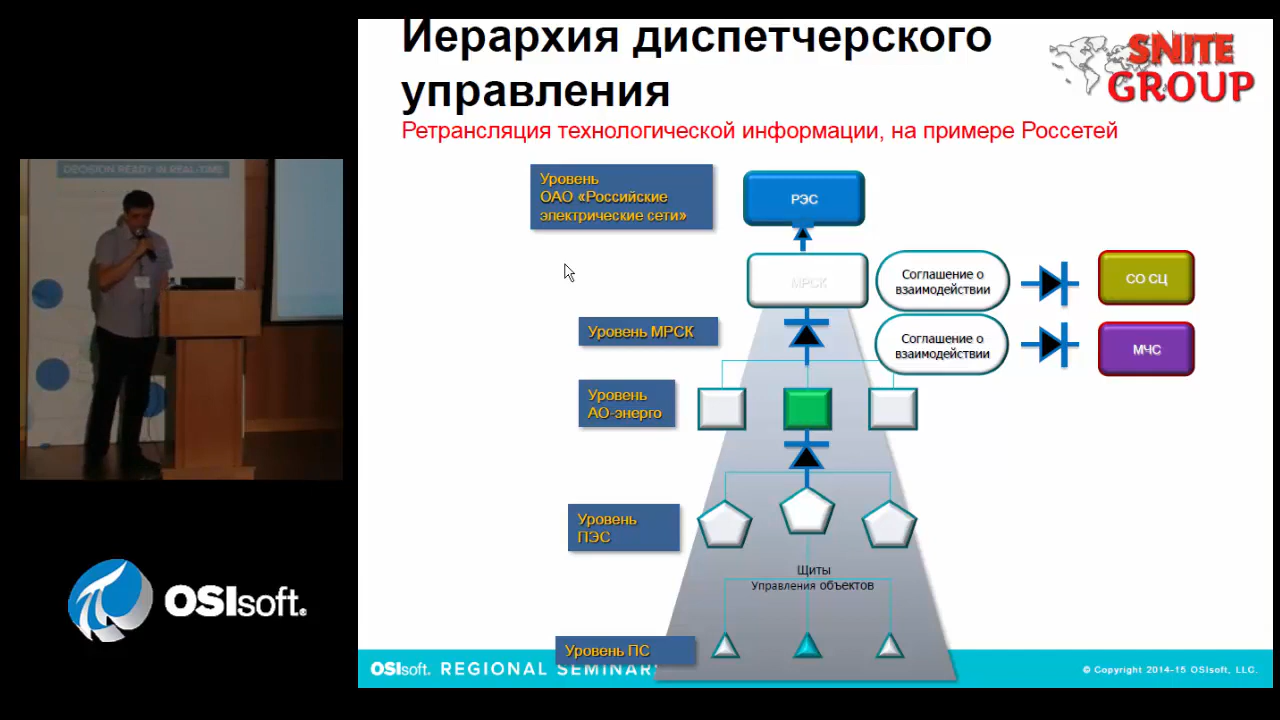 Иерархия диспетчерского
управления
SNITE
GROUP
Ретрансляция технологической информации, на примере Россетей
DECISION READY IN REAL-TIME
Уровень
ОАО «Российские
электрические сети»
РЭС
МРСК
Соглашение о
взаимодействии
СО СЦ
Уровень МРСК
Соглашение о
взаимодействии
МЧС
Уровень
АО-энерго
Уровень
ПЭС
Щиты
Управления объектов
Уровень ПС
OSIsoft.
OSIsoft. REGIONAL SEMINAR
© Copyright 2014-15 OSIsoft, LLC.